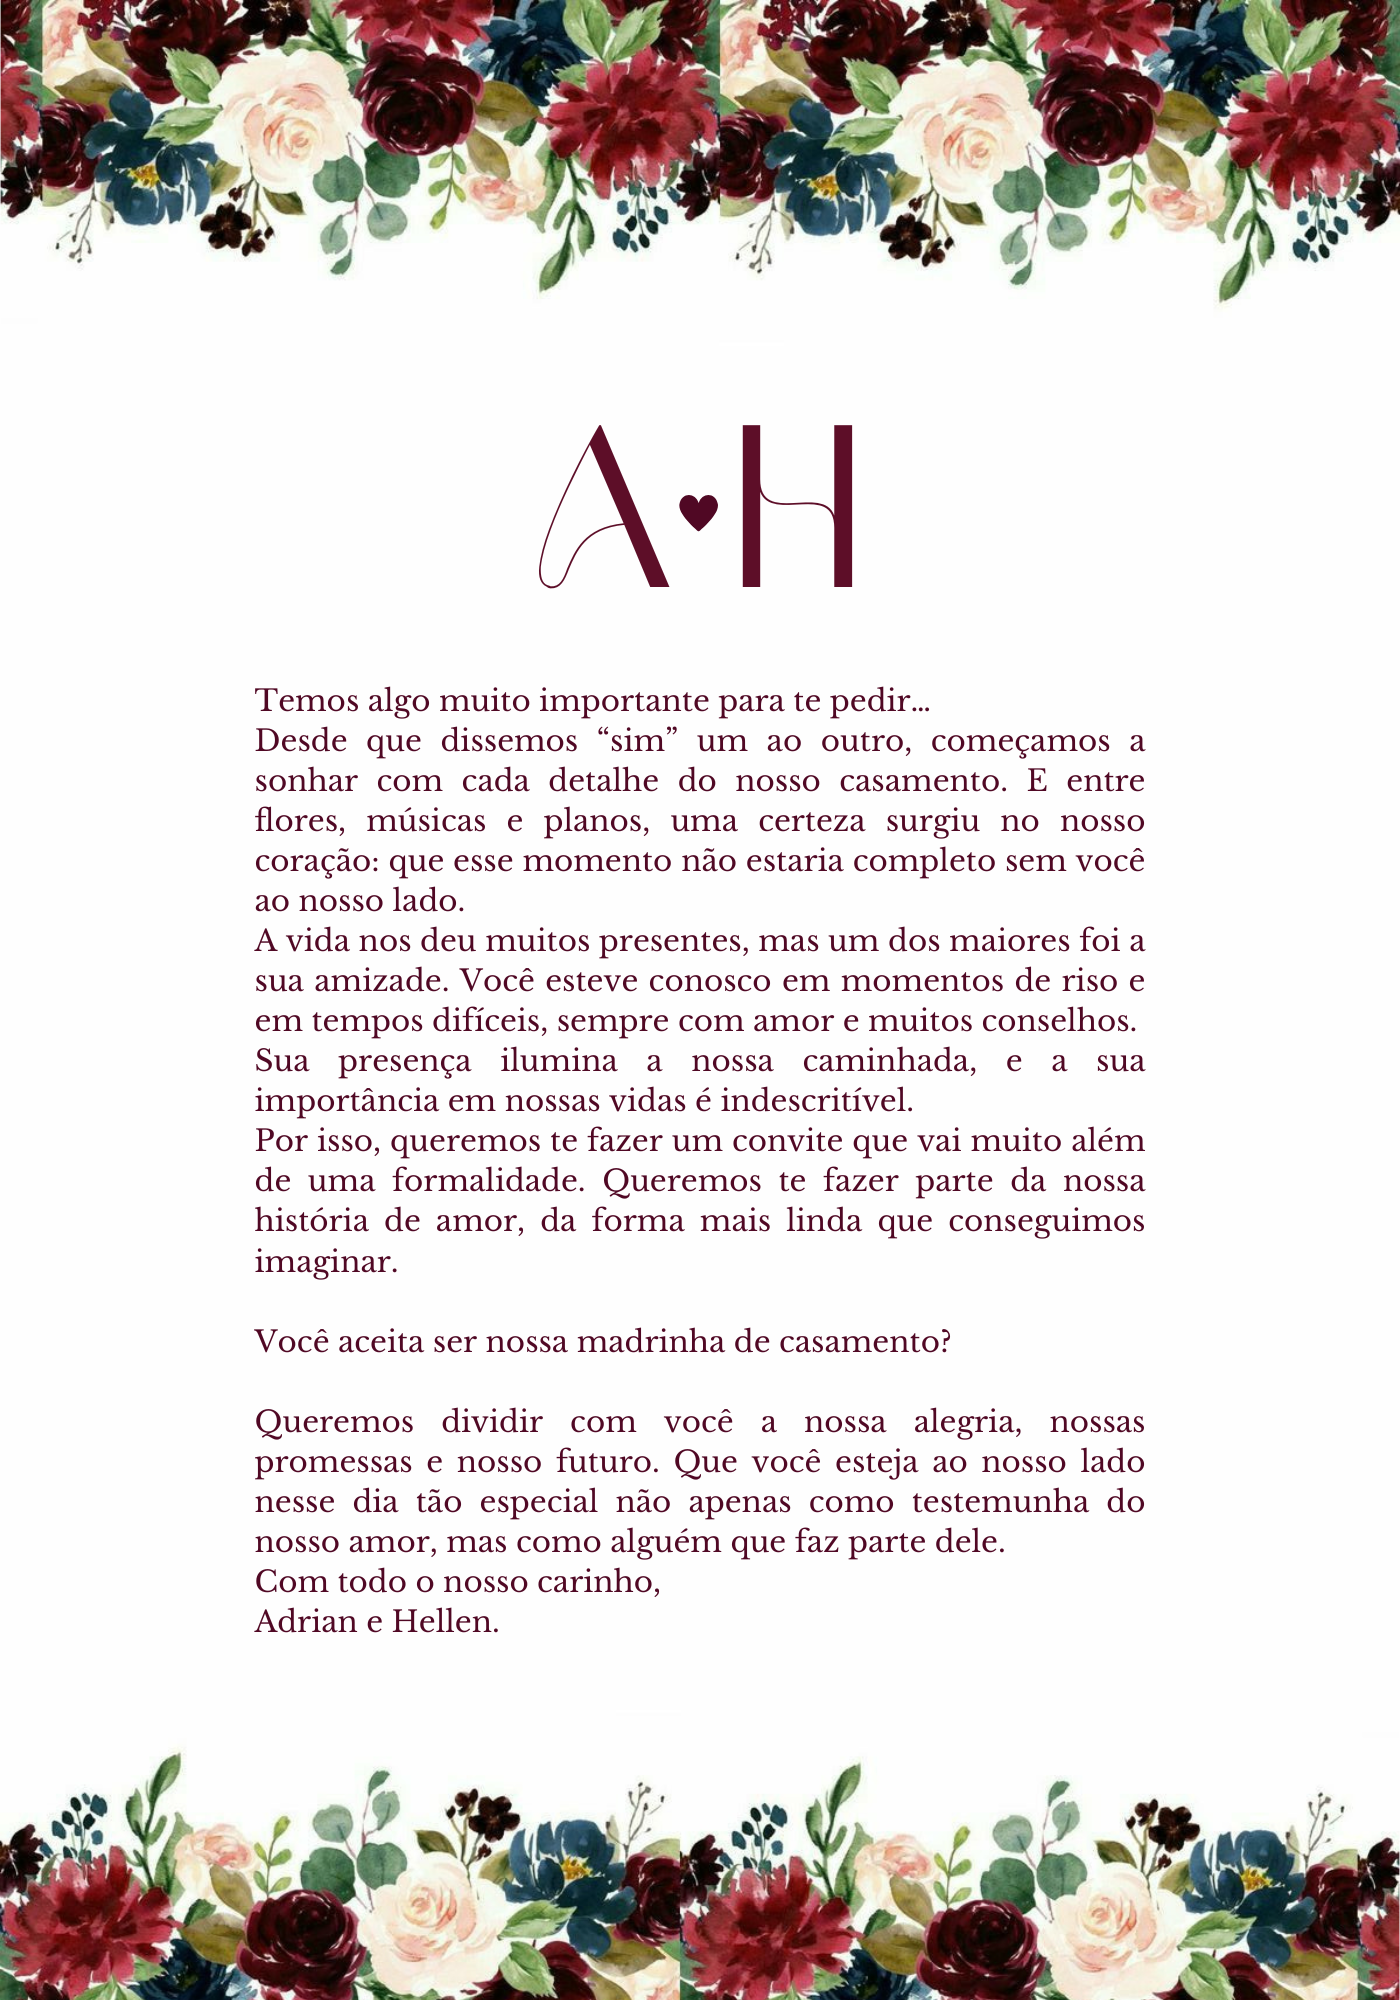 A♥H
Temos algo muito importante para te pedir...
Desde que dissemos “sim” um ao outro, começamos a
sonhar com cada detalhe do nosso casamento. E entre
flores, músicas e planos, uma certeza surgiu no nosso
coração: que esse momento não estaria completo sem você
ao nosso lado.
A vida nos deu muitos presentes, mas um dos maiores foi a
sua amizade. Você esteve conosco em momentos de riso e
em tempos difíceis, sempre com amor e muitos conselhos.
Sua presença ilumina a nossa caminhada, e a sua
importância em nossas vidas é indescritível.
Por isso, queremos te fazer um convite que vai muito além
de uma formalidade. Queremos te fazer parte da nossa
história de amor, da forma mais linda que conseguimos
imaginar.
Você aceita ser nossa madrinha de casamento?
Queremos dividir com você a nossa alegria, nossas
promessas e nosso futuro. Que você esteja ao nosso lado
nesse dia tão especial não apenas como testemunha do
nosso amor, mas como alguém que faz parte dele.
Com todo o nosso carinho,
Adrian e Hellen.